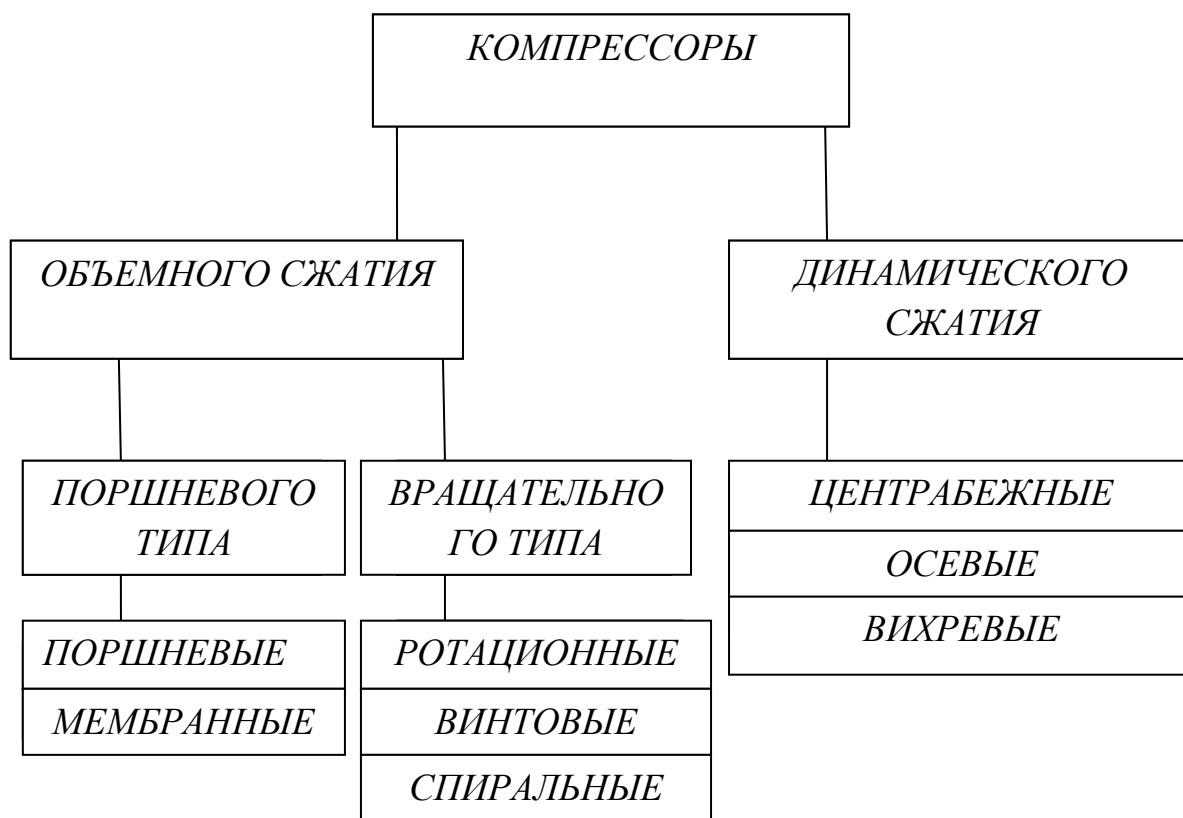 КОМПРЕССОРЫ
ОБЪЕМНОГО СЖАТИЯ
ДИНАМИЧЕСКОГО
СЖАТИЯ
ПОРШНЕВОГО
ТИПА
ВРАЩАТЕЛЬНО
ГО ТИПА
ЦЕНТРАБЕЖНЫЕ
ОСЕВЫЕ
ВИХРЕВЫЕ
ПОРШНЕВЫЕ
МЕМБРАННЫЕ
РОТАЦИОННЫЕ
ВИНТОВЫЕ
СПИРАЛЬНЫЕ